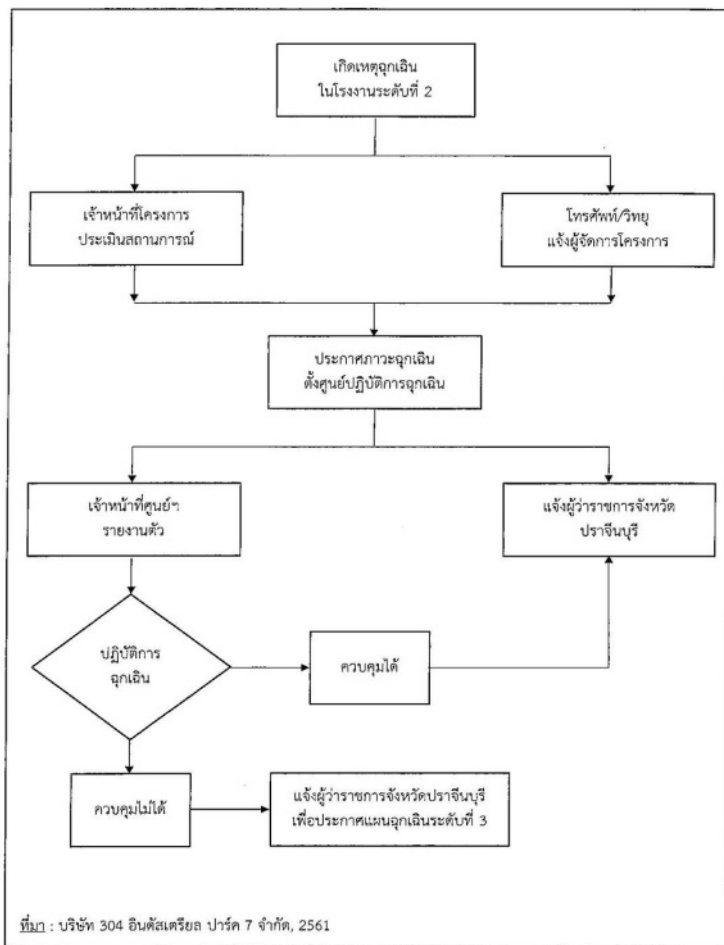 เกิดเหตุฉุกเฉิน
ในโรงงานระดับที่ 2
เจ้าหน้าที่โครงการ
ประเมินสถานการณ์
โทรศัพท์/วิทยุ
แจ้งผู้จัดการโครงการ
ประกาศภาวะฉุกเฉิน
ตั้งศูนย์ปฏิบัติการฉุกเฉิน
เจ้าหน้าที่ศูนย์ฯ
รายงานตัว
แจ้งผู้ว่าราชการจังหวัด
ปราจีนบุรี
ปฏิบัติการ
ฉุกเฉิน
ควบคุมได้
ควบคุมไม่ได้
แจ้งผู้ว่าราชการจังหวัดปราจีนบุรี
เพื่อประกาศแผนฉุกเฉินระดับที่ 3
ที่มา : บริษัท 304 อินดัสเตรียล ปาร์ค 7 จำกัด, 2561